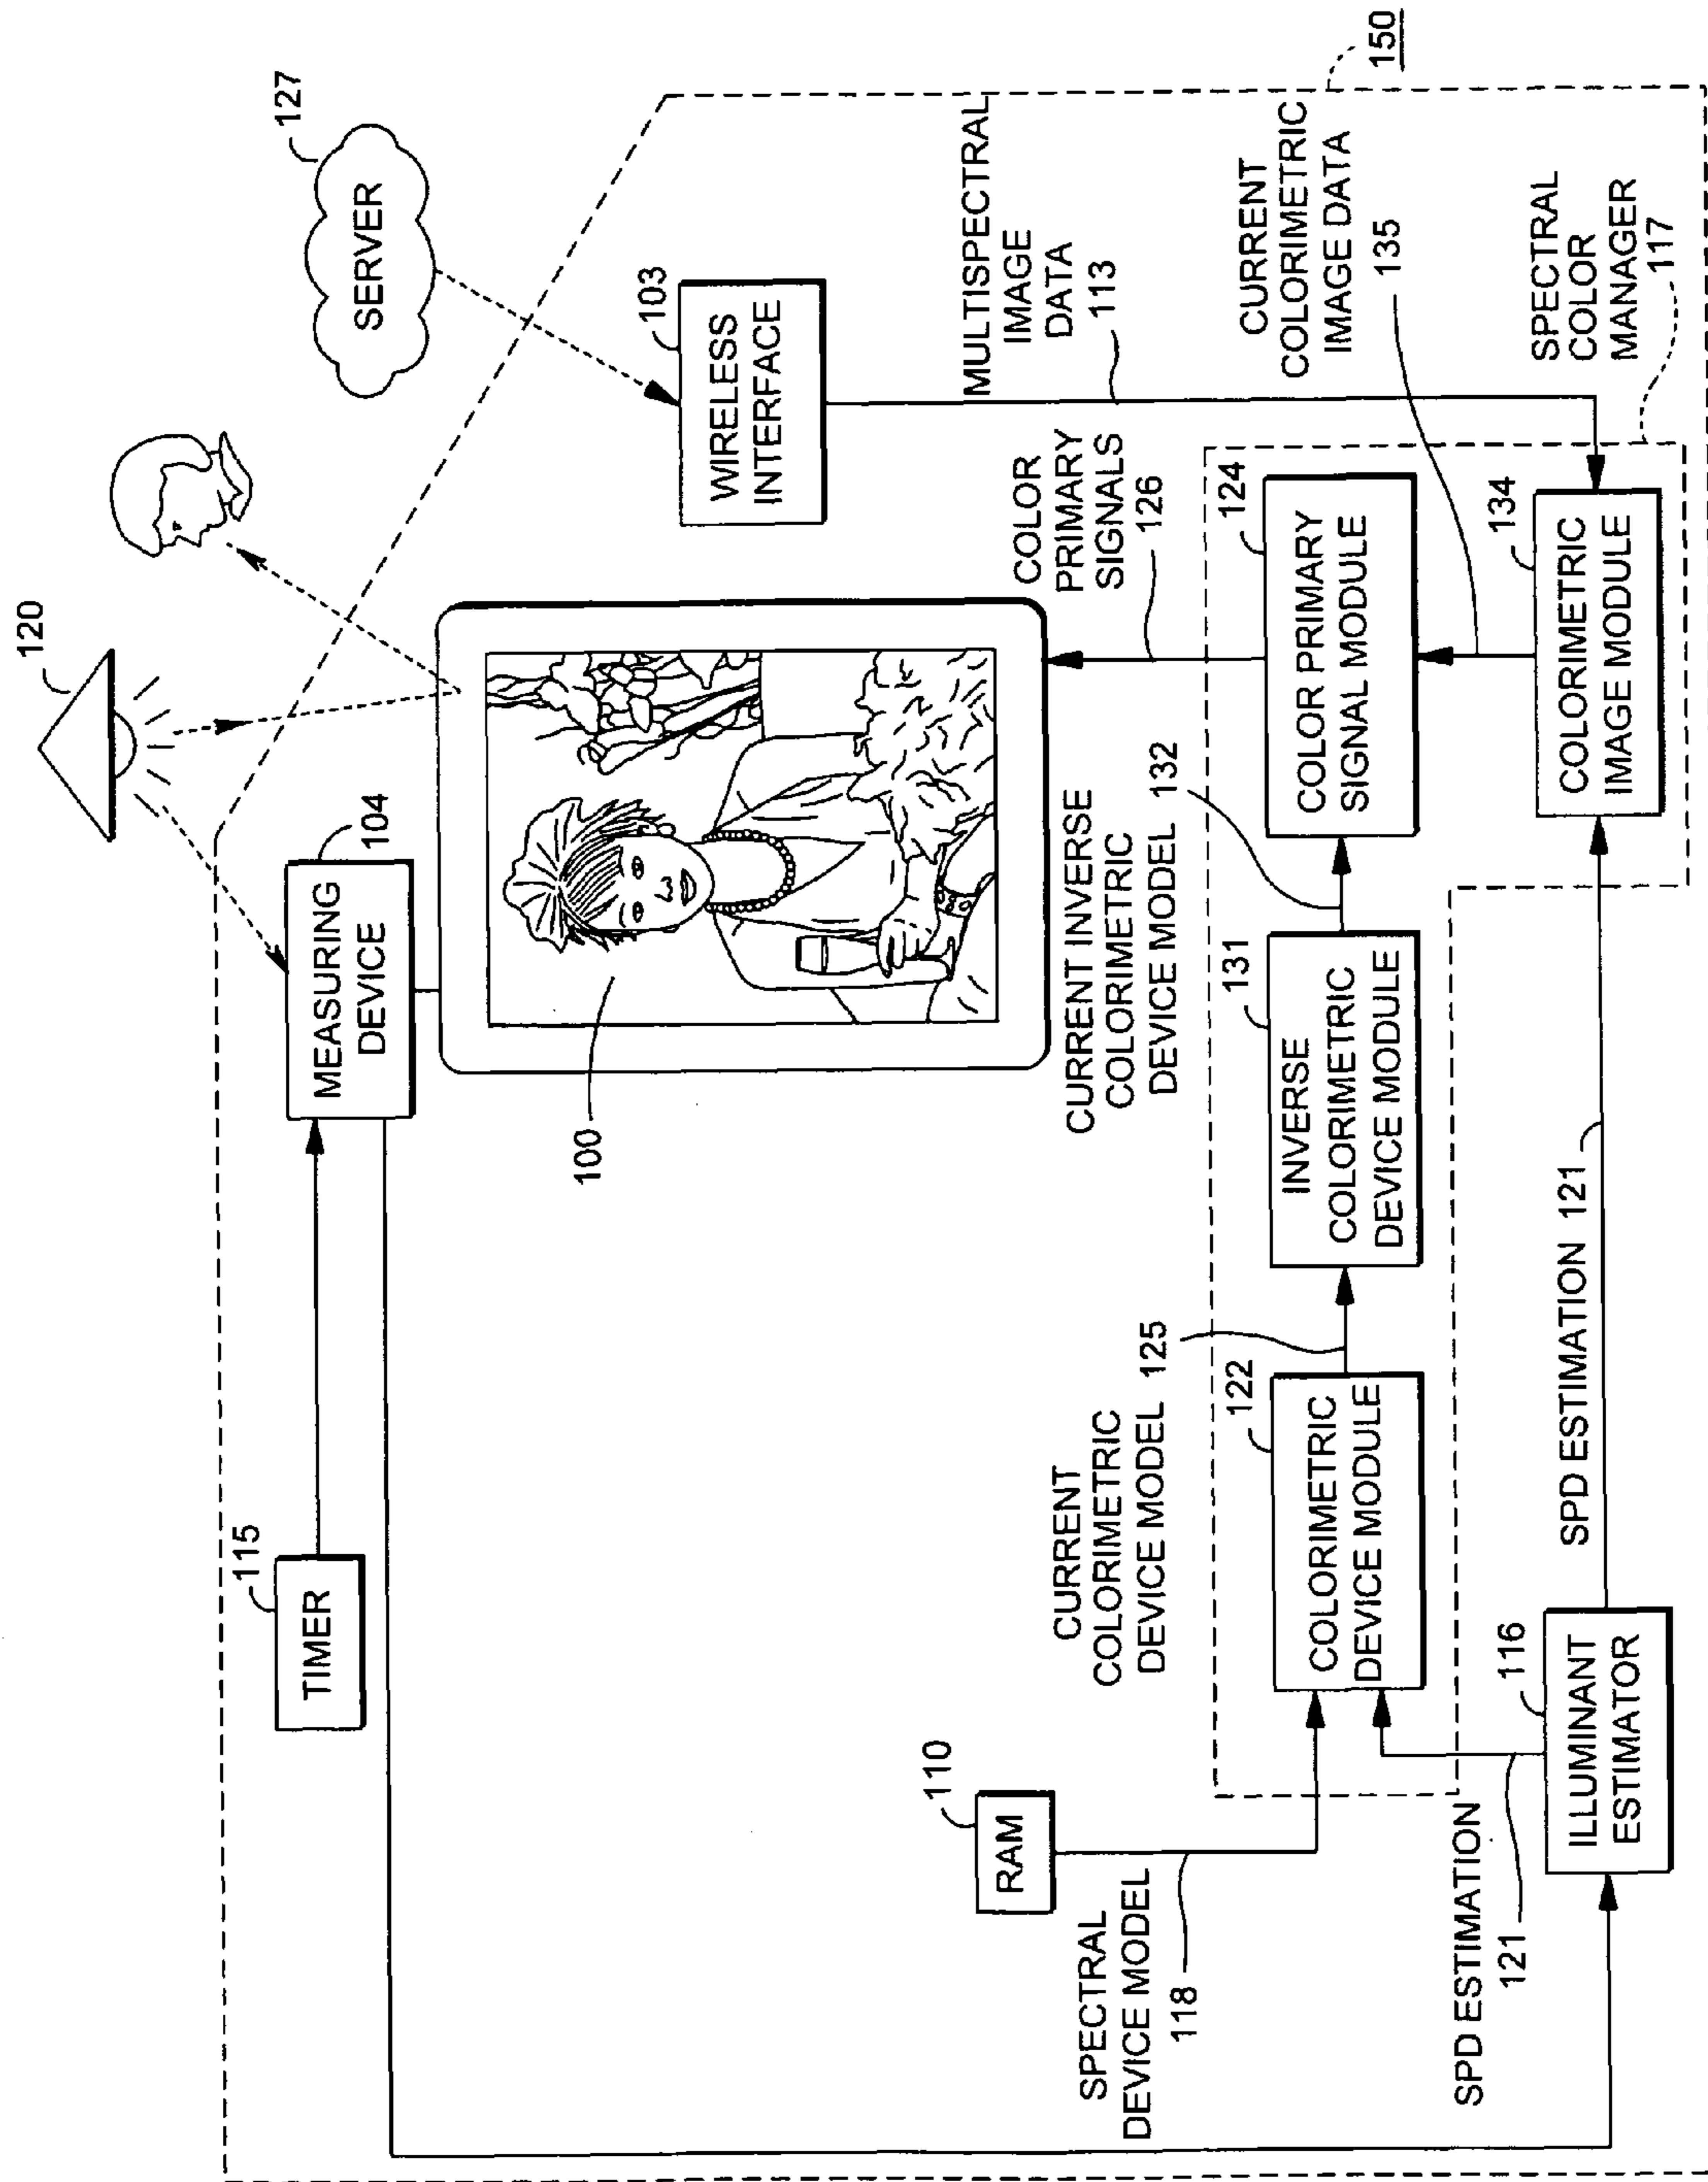 120
127
SERVER
150
115
TIMER
MEASURING
DEVICE
104
103
WIRELESS
INTERFACE
100
MULTISPECTRAL
IMAGE
DATA
113
COLOR
PRIMARY
SIGNALS
126
CURRENT INVERSE
COLORIMETRIC
DEVICE MODEL 132
CURRENT
COLORIMETRIC
DEVICE MODEL 125
110
RAM
SPECTRAL
DEVICE MODEL
118
122
COLORIMETRIC
DEVICE MODULE
131
INVERSE
COLORIMETRIC
DEVICE MODULE
124
COLOR PRIMARY
SIGNAL MODULE
CURRENT
COLORIMETRIC
IMAGE DATA
135
SPD ESTIMATION
121
116
ILLUMINANT
ESTIMATOR
SPD ESTIMATION 121
134
COLORIMETRIC
IMAGE MODULE
SPECTRAL
COLOR
MANAGER
117